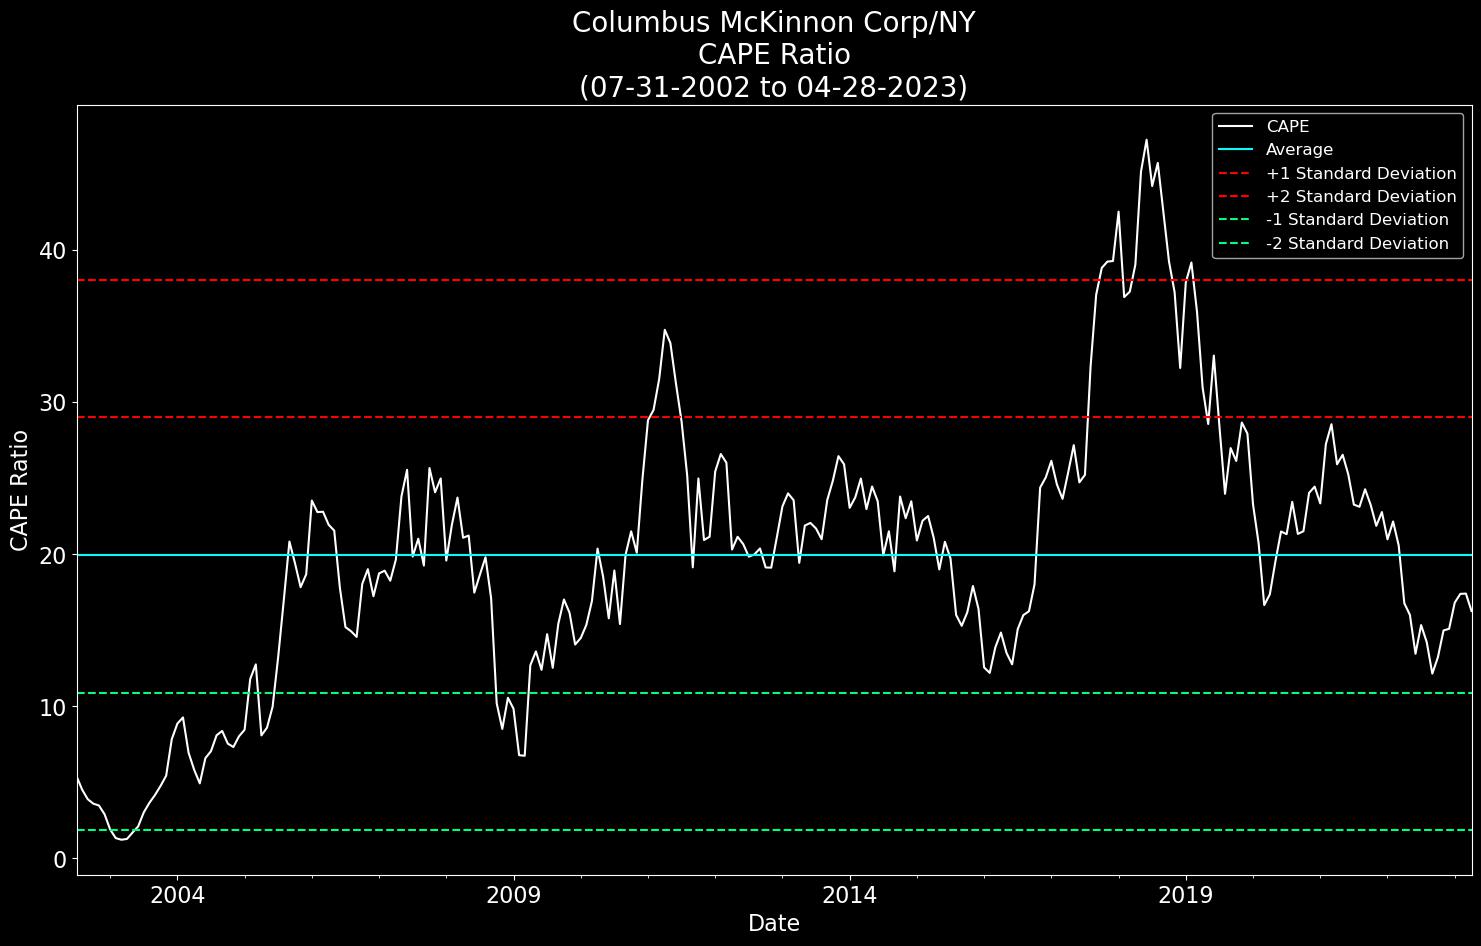 Columbus McKinnon Corp/NY
CAPE Ratio
(07-31-2002 to 04-28-2023)
CAPE
Average
+1 Standard Deviation
+2 Standard Deviation
-1 Standard Deviation
-2 Standard Deviation
CAPE Ratio
40
30
20
10
0
2004 2009 2014 2019
Date